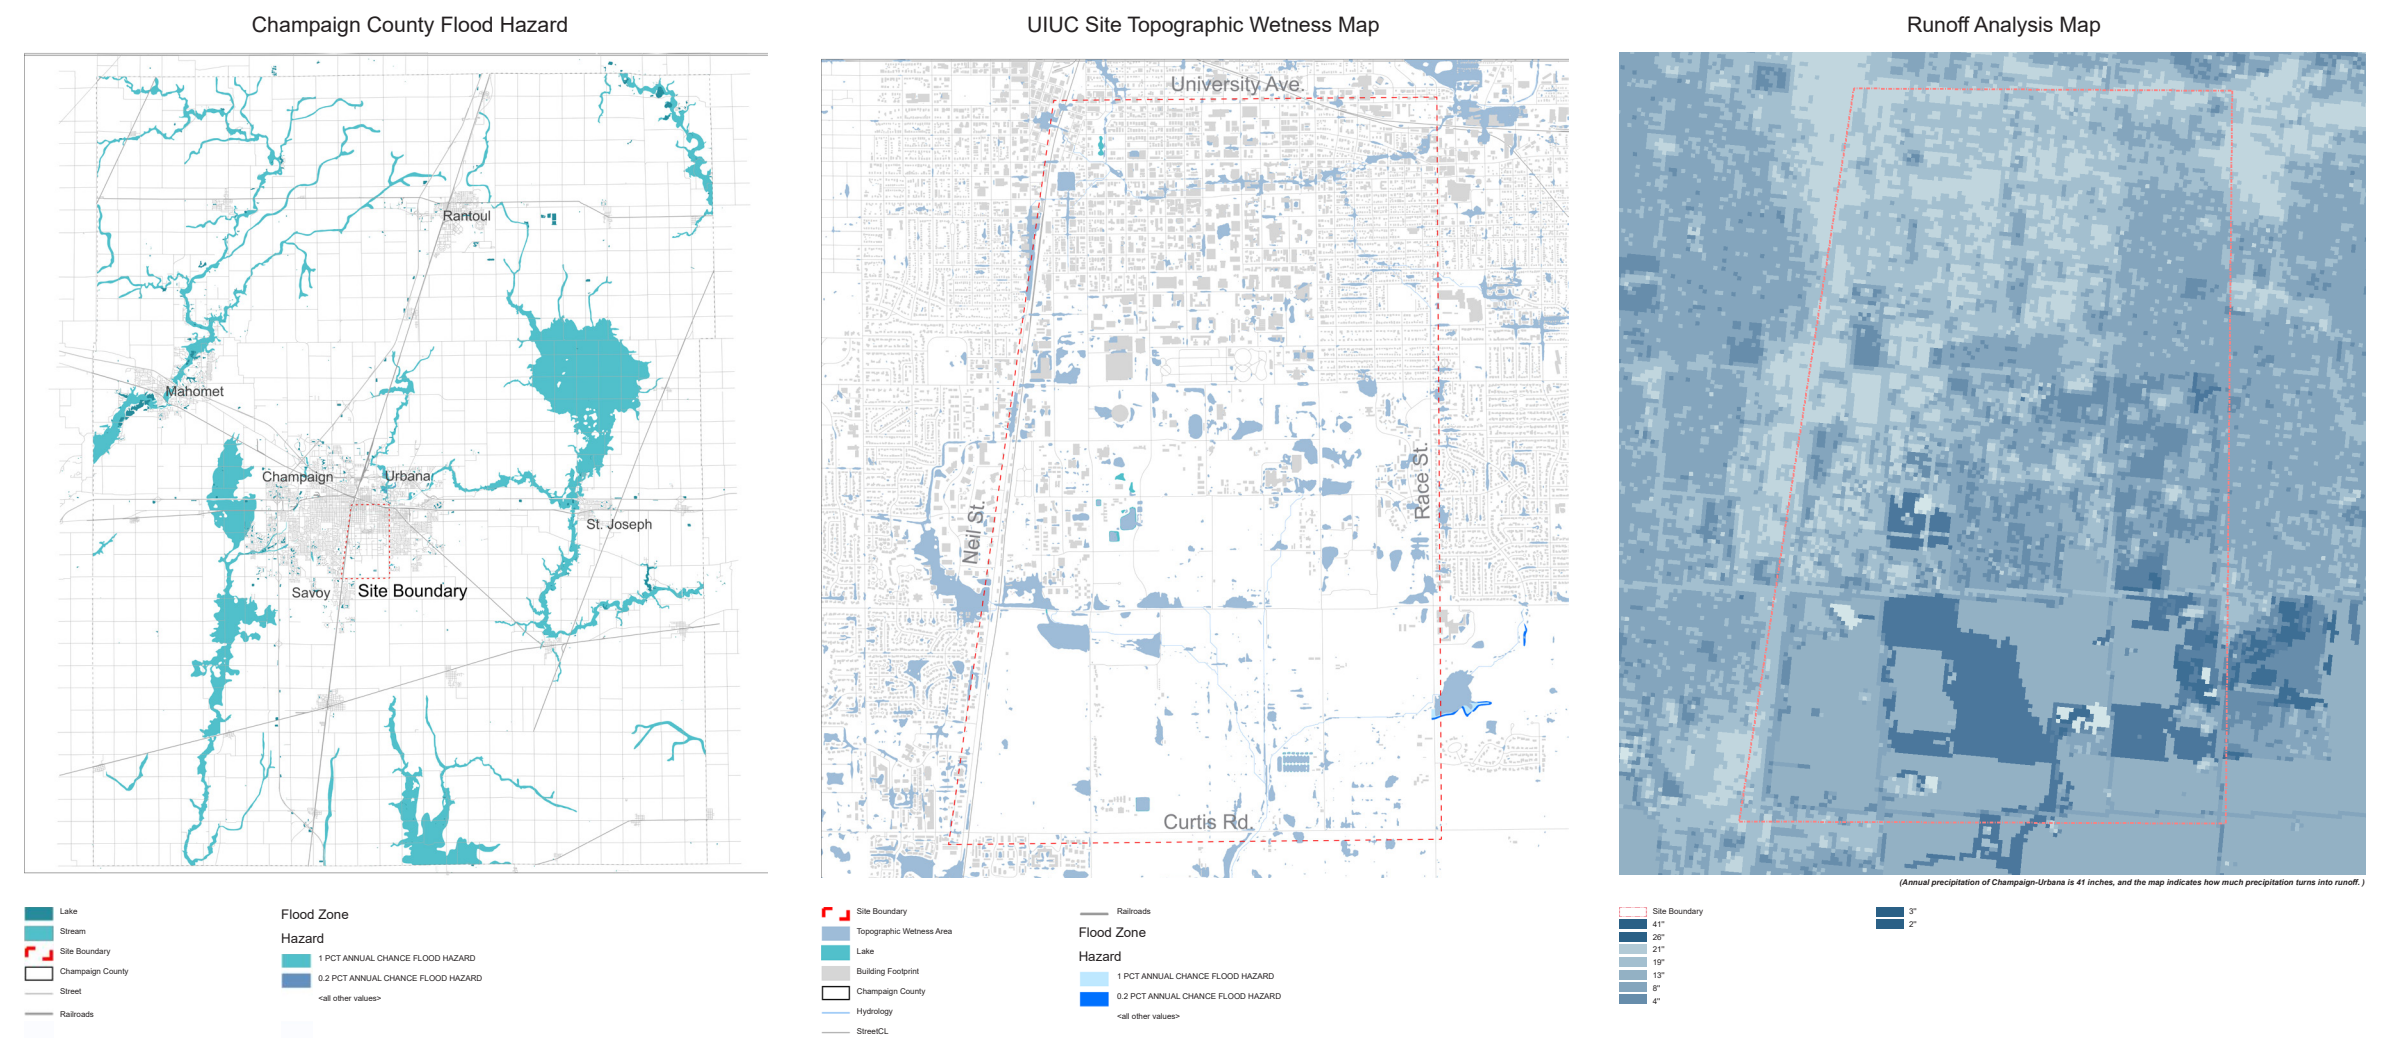 Champaign County Flood Hazard
Rantoul
Mahomet
Champaign
Urbana
St. Joseph
Savoy
Site Boundary
Lake
Stream
Site Boundary
Champaign County
Street
Railroads
Flood Zone
Hazard
1 PCT ANNUAL CHANCE FLOOD HAZARD
0.2 PCT ANNUAL CHANCE FLOOD HAZARD
<all other values>
UIUC Site Topographic Wetness Map
University Ave.
Neil St.
Race St.
Curtis Rd.
Site Boundary
Topographic Wetness Area
Lake
Building Footprint
Champaign County
Hydrology
StreetCL
Railroads
Flood Zone
Hazard
1 PCT ANNUAL CHANCE FLOOD HAZARD
0.2 PCT ANNUAL CHANCE FLOOD HAZARD
<all other values>
Runoff Analysis Map
(Annual precipitation of Champaign-Urbana is 41 inches, and the map indicates how much precipitation turns into runoff. )
Site Boundary
41"
26"
21"
19"
13"
8"
4"
3"
2"